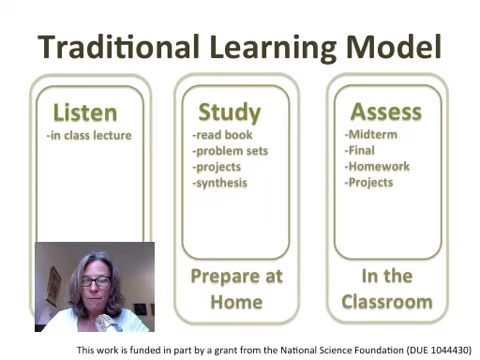 Traditional Learning Model
Listen
-in class lecture
Study
-read book
-problem sets
-projects
-synthesis
Prepare at
Home
Assess
-Midterm
-Final
-Homework
-Projects
In the
Classroom
This work is funded in part by a grant from the National Science Foundation (DUE 1044430)